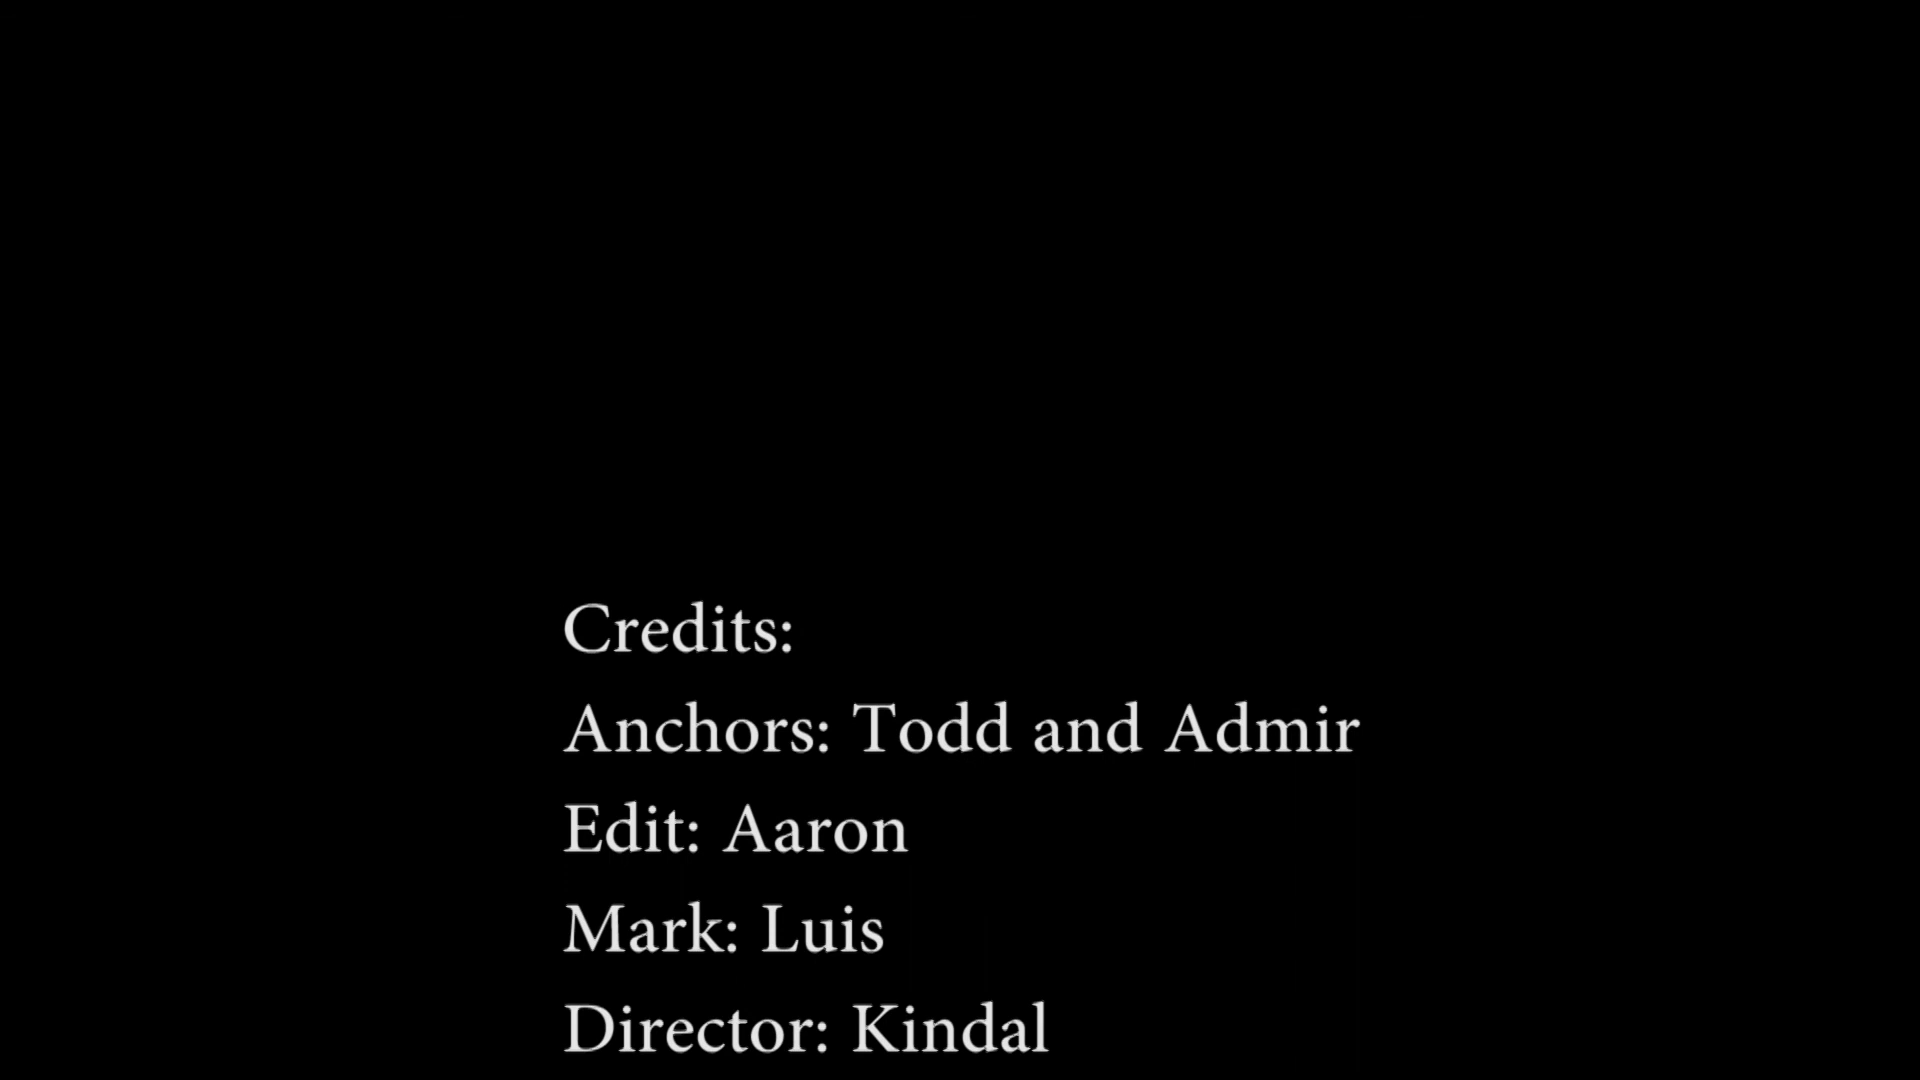 Credits:
Anchors: Todd and Admir
Edit: Aaron
Mark: Luis
Director: Kindal